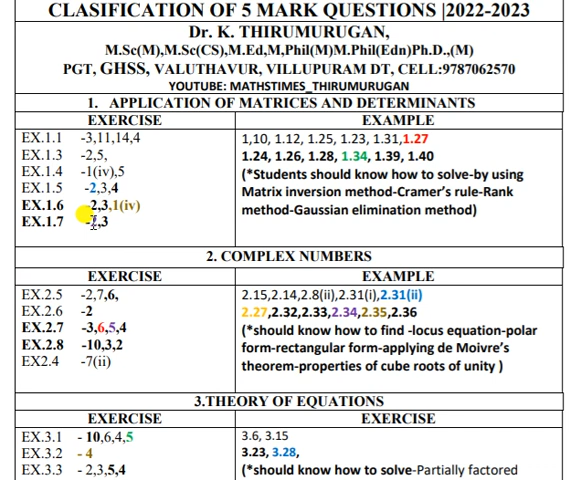 CLASIFICATION OF 5 MARK QUESTIONS |2022-2023
Dr. K. THIRUMURUGAN,
M.Sc(M),M.Sc(CS),M.Ed,M,Phil(M)M.Phil(Edn)Ph.D.,(M)
PGT, GHSS, VALUTHAVUR, VILLUPURAM DT, CELL:9787062570
YOUTUBE: MATHSTIMES_THIRUMURUGAN
1. APPLICATION OF MATRICES AND DETERMINANTS
EXERCISE EXAMPLE
EX.1.1 -3,11,14,4 1,10, 1.12, 1.25, 1.23, 1.31,1.27
EX.1.3 -2,5, 1.24, 1.26, 1.28, 1.34, 1.39, 1.40
EX.1.4 -1(iv),5 (*Students should know how to solve-by using
EX.1.5 -2,3,4 Matrix inversion method-Cramer's rule-Rank
EX.1.6 -2,3,1(iv) method-Gaussian elimination method)
EX.1.7 ,3
2. COMPLEX NUMBERS
EXERCISE EXAMPLE
EX.2.5 -2,7,6, 2.15,2.14,2.8(ii),2.31(i),2.31(ii)
EX.2.6 -2 2.27,2.32,2.33,2.34,2.35,2.36
EX.2.7 -3,6,5,4 (*should know how to find -locus equation-polar
EX.2.8 -10,3,2 form-rectangular form-applying de Moivre's
EX2.4 -7(ii) theorem-properties of cube roots of unity )
3.THEORY OF EQUATIONS
EXERCISE EXERCISE
EX.3.1 - 10,6,4,5 3.6, 3.15
EX.3.2 - 4 3.23, 3.28,
EX.3.3 - 2,3,5,4 (*should know how to solve-Partially factored